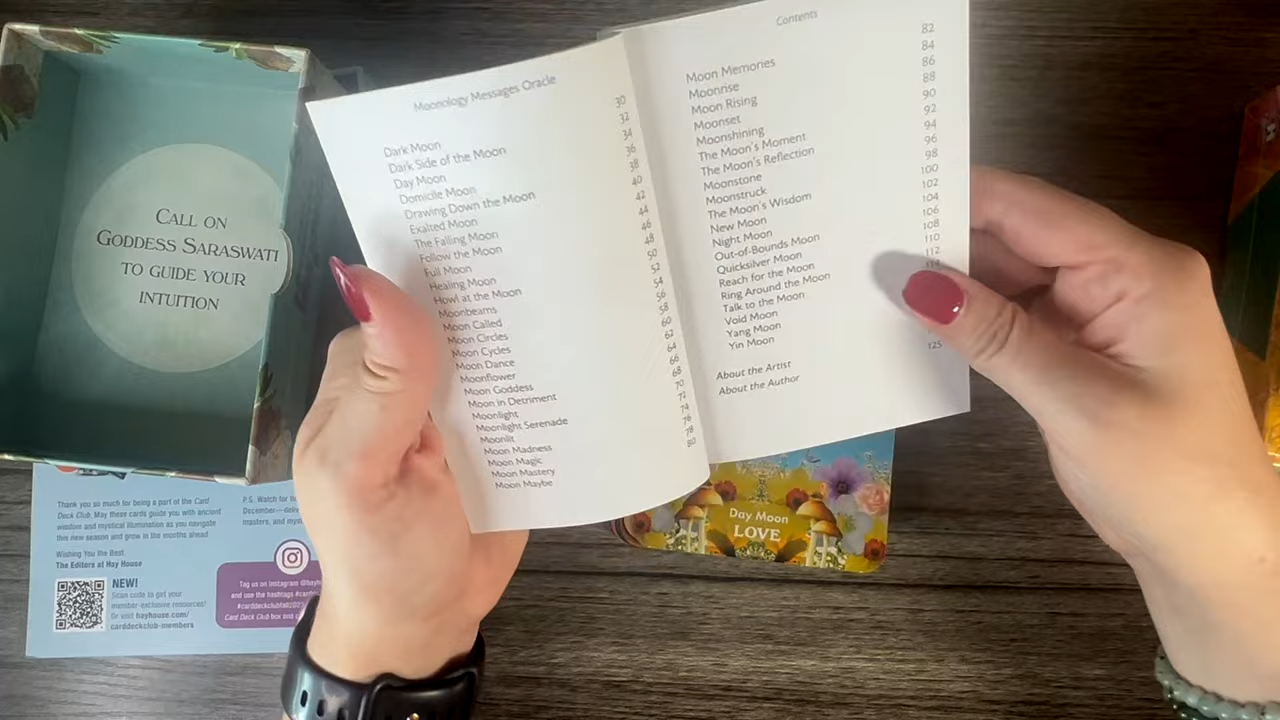 CALL ON
GODDESS SARASWATI
TO GUIDE YOUR
INTUITION
Moonology Messages Oracle
Dark Moon 30
Dark Side of the Moon 32
Day Moon 34
Domicile Moon 36
Drawing Down the Moon 38
Exalted Moon 40
The Falling Moon 42
Follow the Moon 44
Full Moon 46
Healing Moon 48
Howl at the Moon 50
Moonbeams 52
Moon Called 54
Moon Circles 56
Moon Cycles 58
Moon Dance 60
Moonflower 62
Moon Goddess 64
Moon in Detriment 66
Moonlight 68
Moonlight Serenade 70
Moonlit 72
Moon Madness 74
Moon Magic 76
Moon Mastery 78
Moon Maybe 80
Contents
Moon Memories 82
Moonrise 84
Moon Rising 86
Moonset 88
Moonshining 90
The Moon's Moment 92
The Moon's Reflection 94
Moonstone 96
Moonstruck 98
The Moon's Wisdom 100
New Moon 102
Night Moon 104
Out-of-Bounds Moon 106
Quicksilver Moon 108
Reach for the Moon 110
Ring Around the Moon 112
Talk to the Moon
Void Moon
Yang Moon
Yin Moon
About the Artist
About the Author
125
Day Moon
LOVE
Thank you so much for being a part of the Card
Deck Club. May these cards guide you with ancient
wisdom and mystical illumination as you navigate
this new season and grow in the months ahead.
Wishing You the Best,
The Editors at Hay House
NEW!
Scan code to get your
member-exclusive resources!
Or visit hayhouse.com/
carddeckclub-members
P.S. Watch for
December—
masters, and
Tag us on Instagram
and use the hashtags
#carddeckclubfall2023
Card Deck Club box and